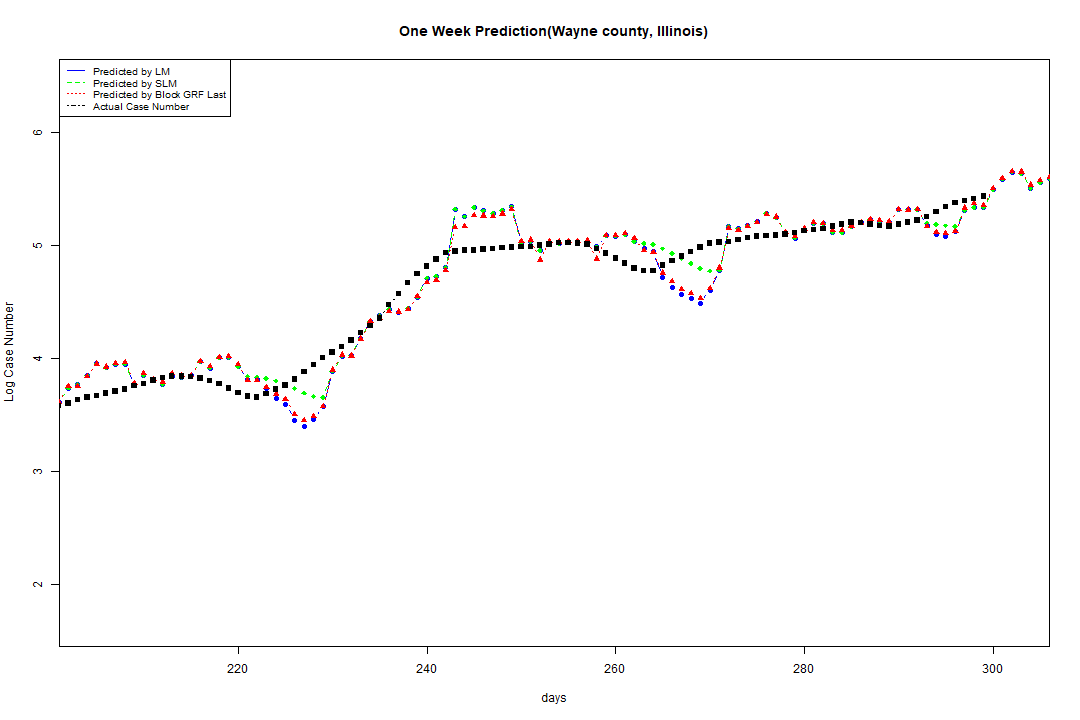 One Week Prediction(Wayne county, Illinois)
Predicted by LM
Predicted by SLM
Predicted by Block GRF Last
Actual Case Number
6
5
4
3
2
Log Case Number
220 240 260 280 300
days